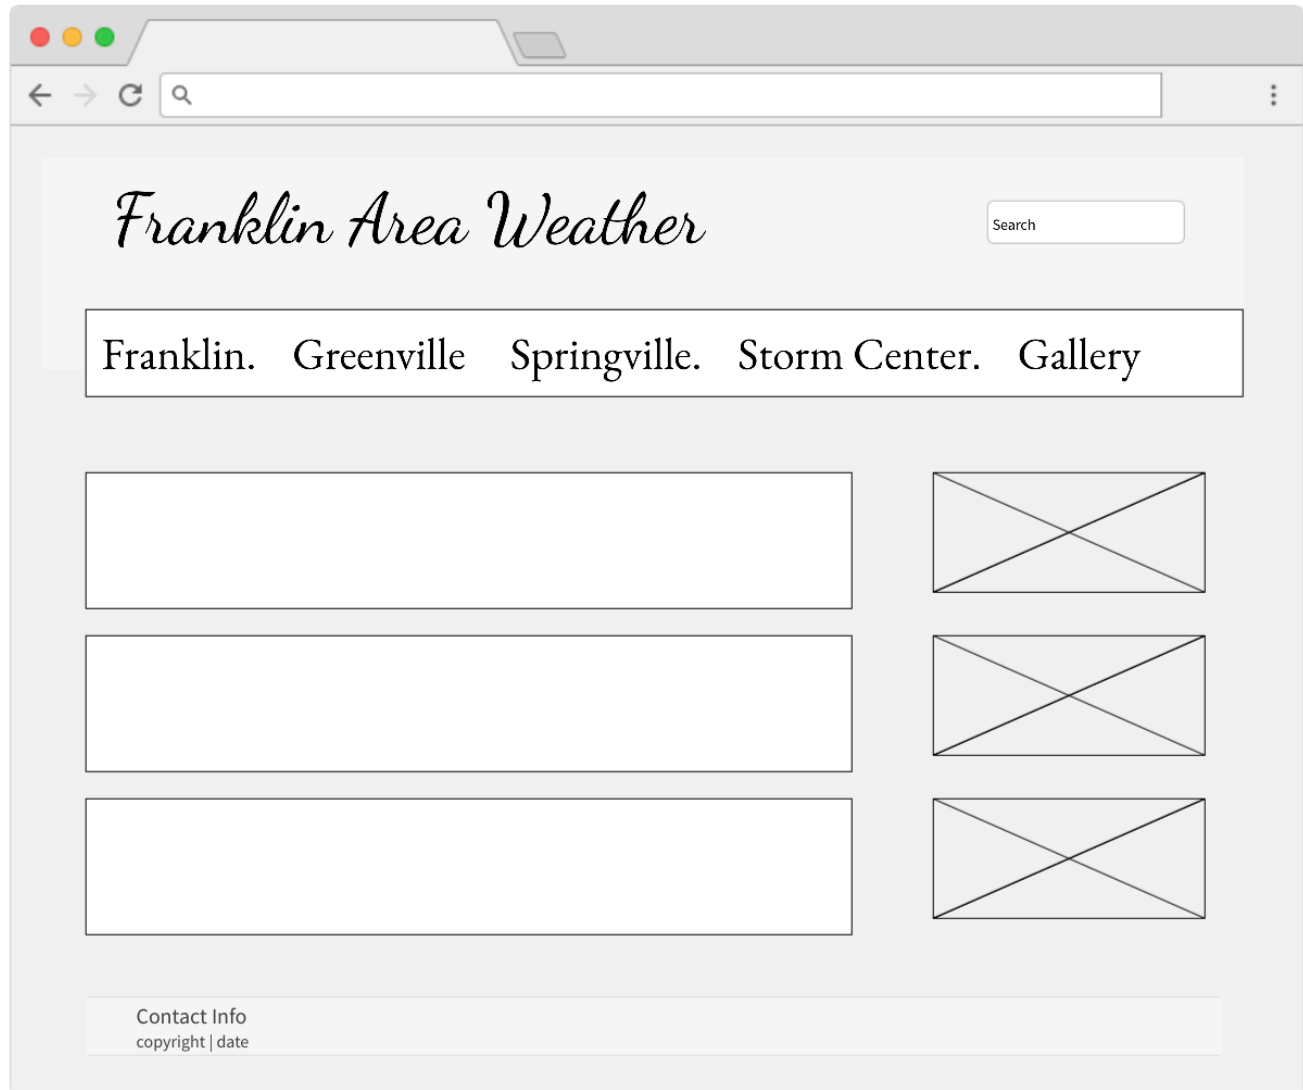 Franklin Area Weather
Search
Franklin. Greenville Springville. Storm Center. Gallery
Contact Info
copyright | date